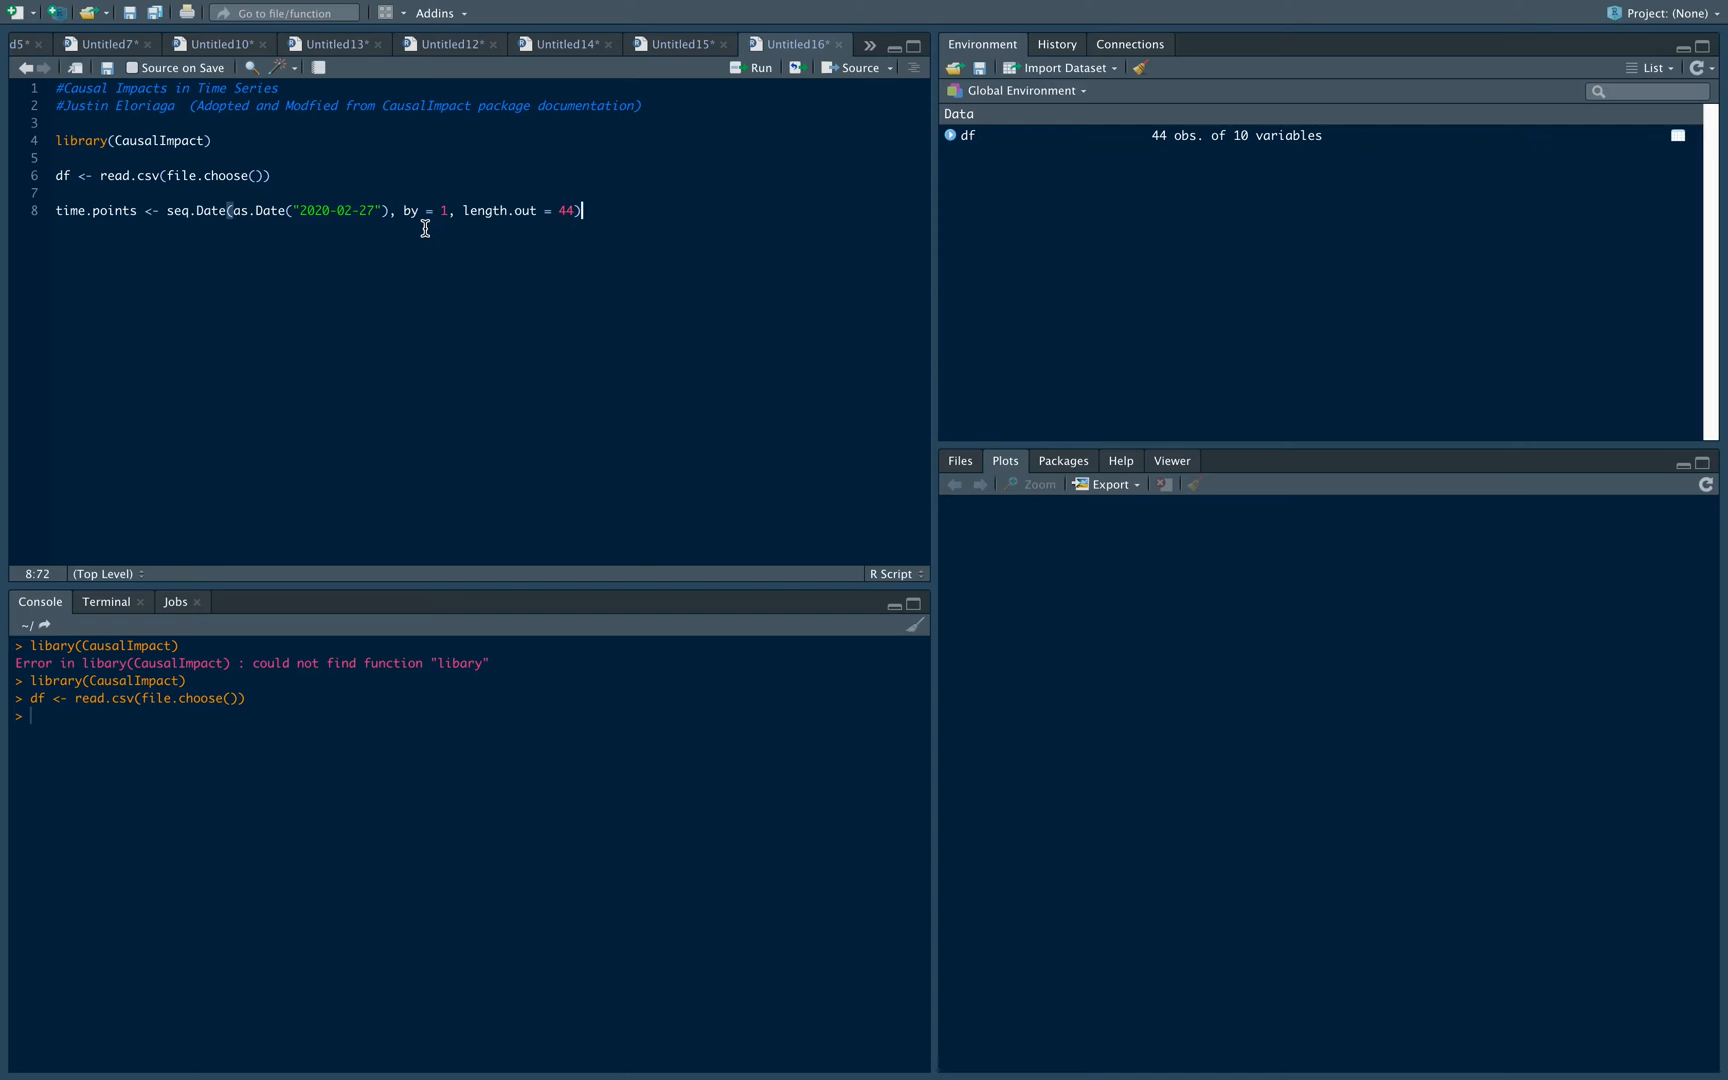 Go to file/function
Addins
Project: (None)
d5*
Untitled7*
Untitled10*
Untitled13*
Untitled12*
Untitled14*
Untitled15*
Untitled16*
Source on Save
Run
Source
1 #Causal Impacts in Time Series
2 #Justin Eloriaga  (Adopted and Modfied from CausalImpact package documentation)
3
4 library(CausalImpact)
5
6 df <- read.csv(file.choose())
7
8 time.points <- seq.Date(as.Date("2020-02-27"), by = 1, length.out = 44)
8:72 (Top Level) R Script
Console Terminal Jobs
~/
> libary(CausalImpact)
Error in libary(CausalImpact) : could not find function "libary"
> library(CausalImpact)
> df <- read.csv(file.choose())
>
Environment History Connections
Import Dataset List
Global Environment
Data
df 44 obs. of 10 variables
Files Plots Packages Help Viewer
Zoom Export